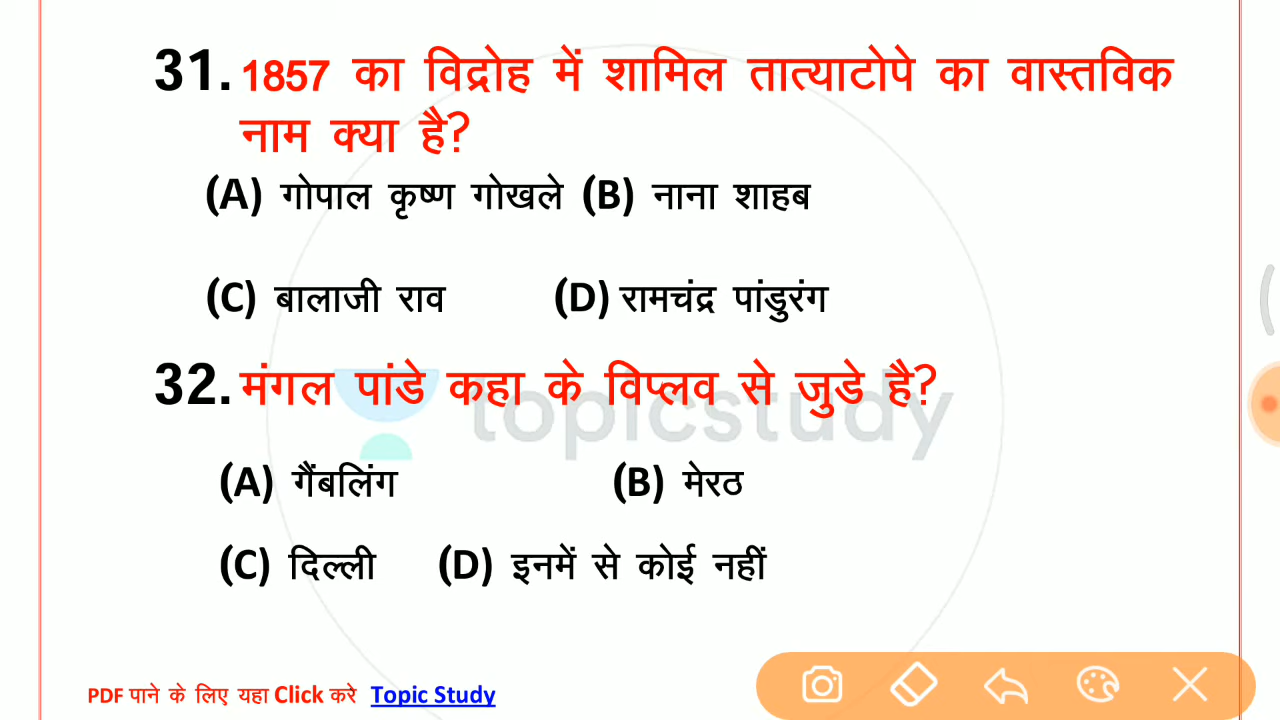 31. 1857 का विद्रोह में शामिल तात्याटोपे का वास्तविक
नाम क्या है?
(A) गोपाल कृष्ण गोखले (B) नाना शाहब
(C) बालाजी राव (D) रामचंद्र पांडुरंग
32. मंगल पांडे कहा के विप्लव से जुडे है?
topicstudy
(A) गैंबलिंग (B) मेरठ
(C) दिल्ली (D) इनमें से कोई नहीं
PDF पाने के लिए यहा Click करे Topic Study